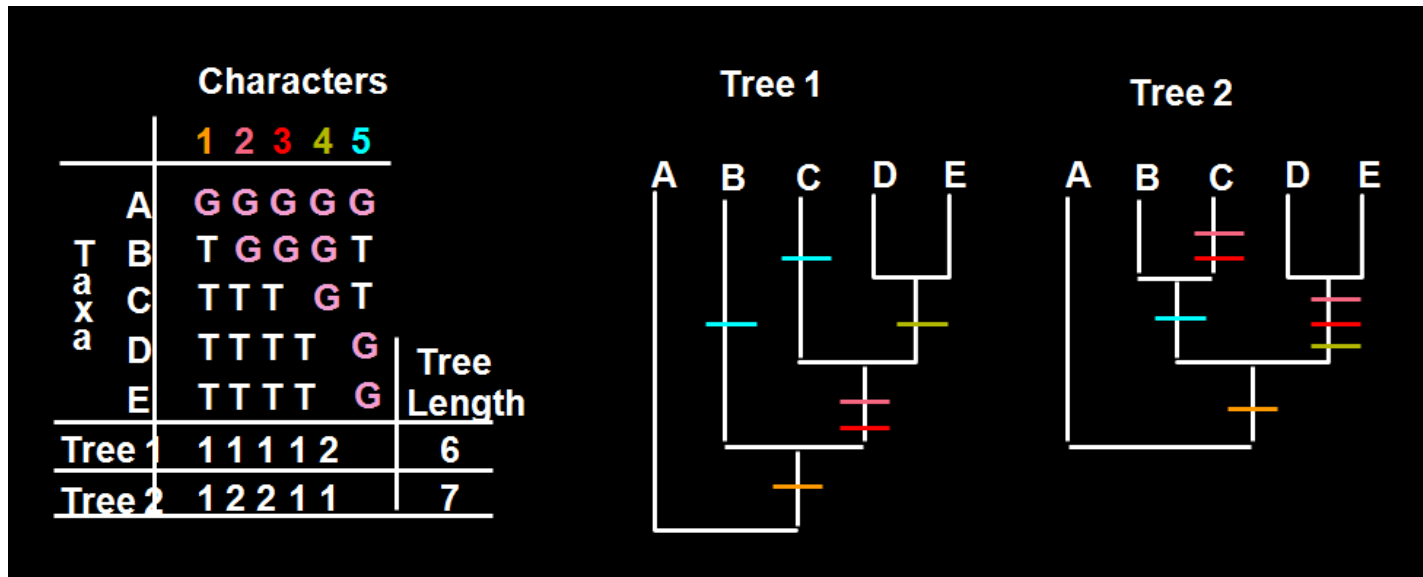 Characters
1 2 3 4 5
Taxa
A G G G G G
B T G G G T
C T T T G T
D T T T T G
E T T T T G
Tree Length
Tree 1 1 1 1 1 2 6
Tree 2 1 2 2 1 1 7
Tree 1
A B C D E
Tree 2
A B C D E